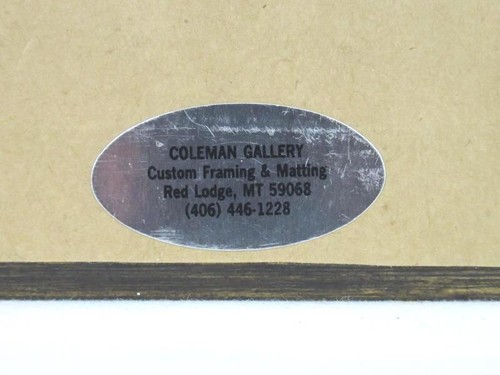 COLEMAN GALLERY
Custom Framing & Matting
Red Lodge, MT 59068
(406) 446-1228